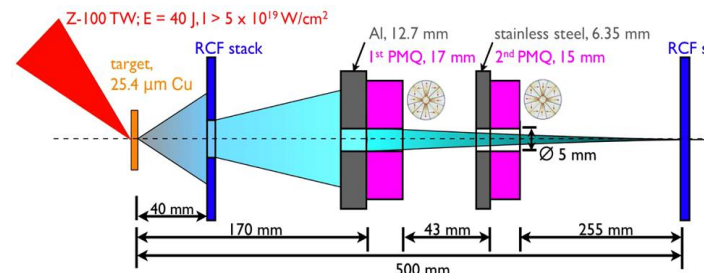 Z-100 TW; E = 40 J, I > 5 x 10¹⁹ W/cm²
RCF stack
target,
25.4 µm Cu
Al, 12.7 mm
1st PMQ, 17 mm
stainless steel, 6.35 mm
2nd PMQ, 15 mm
RCF s
Ø 5 mm
40 mm
170 mm
43 mm
255 mm
500 mm